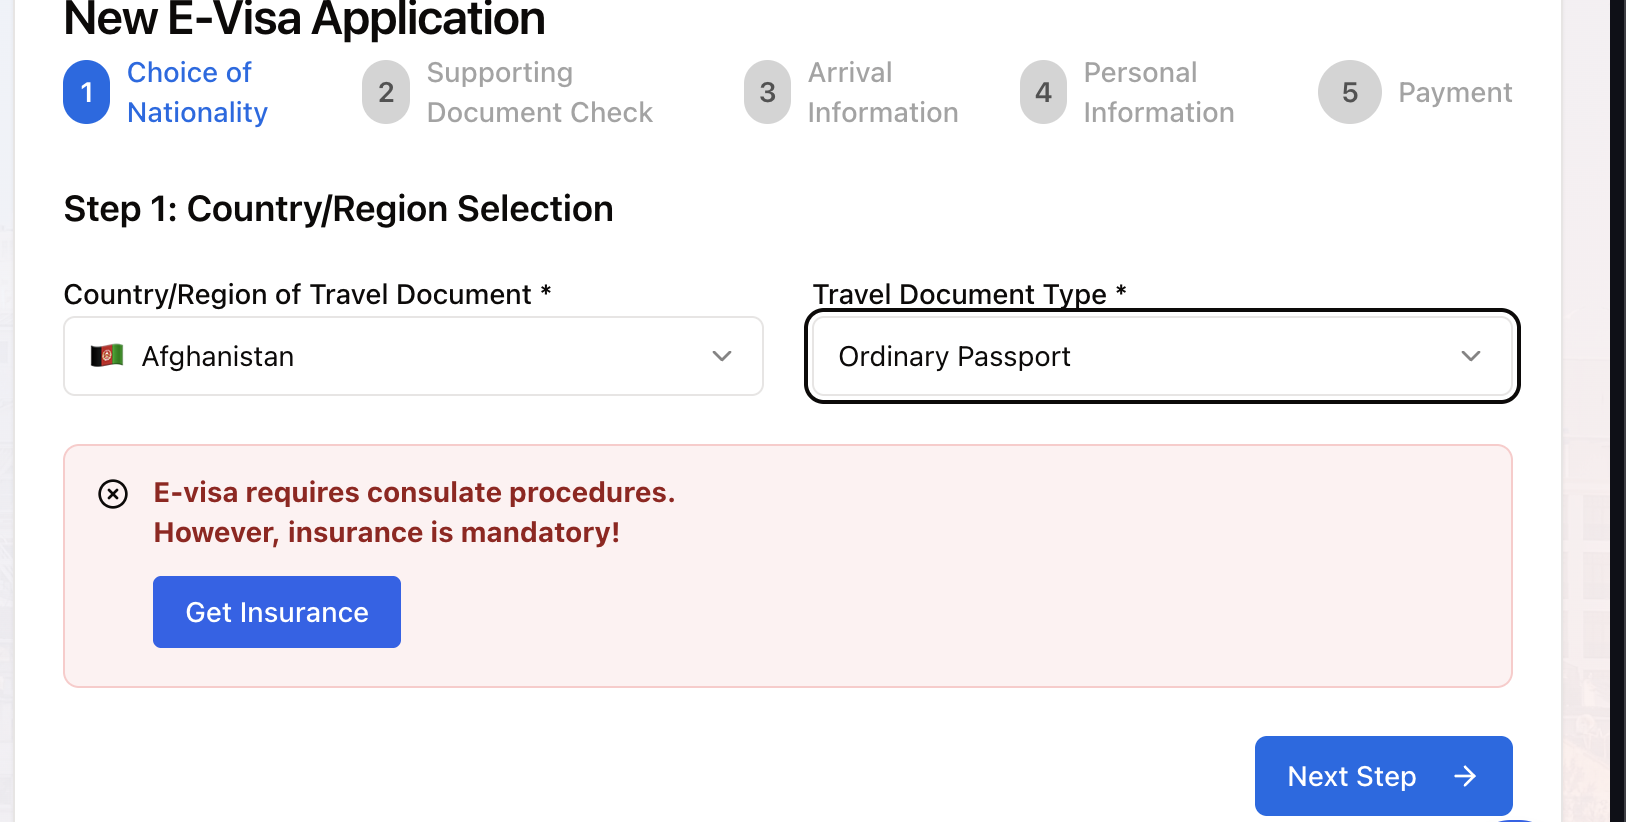 New E-Visa Application
1
Choice of
Nationality
2
Supporting
Document Check
3
Arrival
Information
4
Personal
Information
5
Payment
Step 1: Country/Region Selection
Country/Region of Travel Document *
Afghanistan
Travel Document Type *
Ordinary Passport
E-visa requires consulate procedures.
However, insurance is mandatory!
Get Insurance
Next Step →